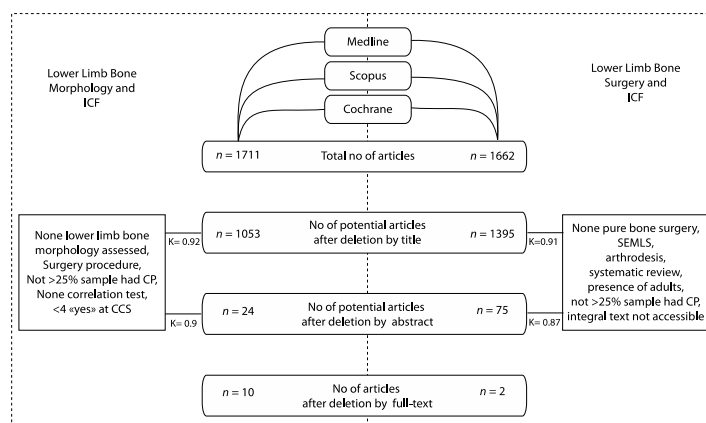 Medline
Scopus
Cochrane
Lower Limb Bone
Morphology and
ICF
Lower Limb Bone
Surgery and
ICF
n = 1711
Total no of articles
n = 1662
None lower limb bone
morphology assessed,
Surgery procedure,
Not >25% sample had CP,
None correlation test,
<4 «yes» at CCS
K= 0.92
n = 1053
No of potential articles
after deletion by title
n = 1395
K=0.91
K= 0.9
n = 24
No of potential articles
after deletion by abstract
n = 75
K= 0.87
None pure bone surgery,
SEMLS,
arthrodesis,
systematic review,
presence of adults,
not >25% sample had CP,
integral text not accessible
n = 10
No of articles
after deletion by full-text
n = 2